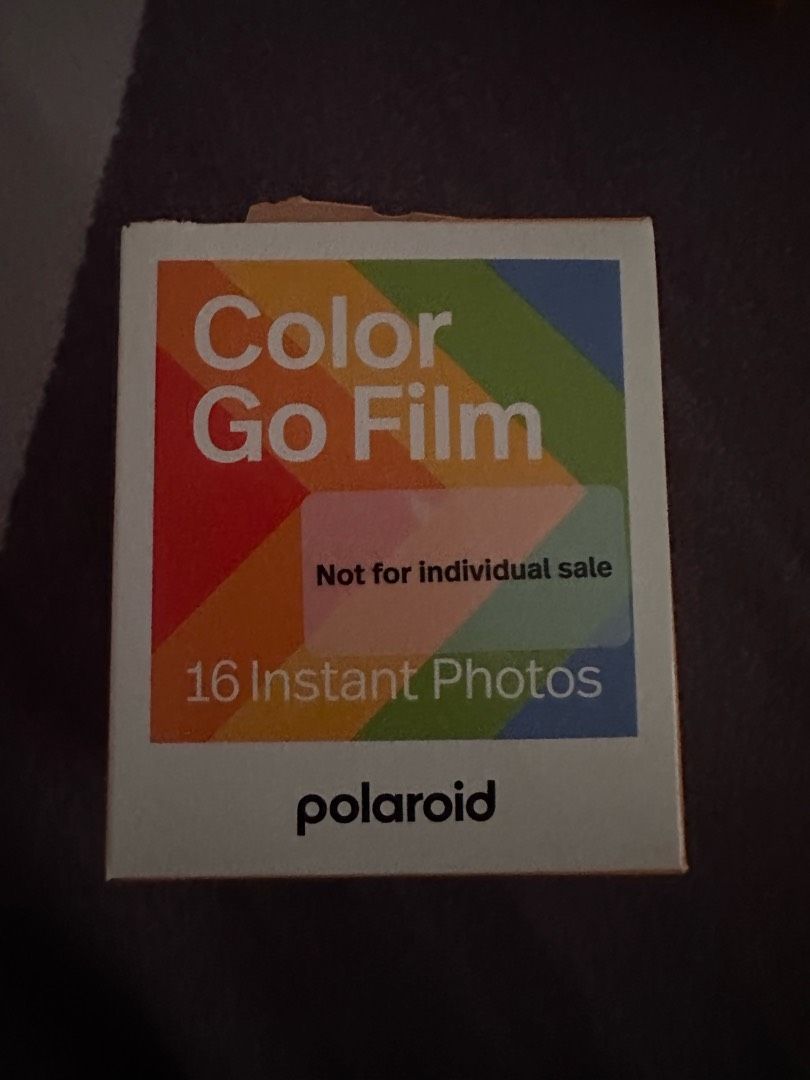 Color
Go Film
Not for individual sale
16 Instant Photos
polaroid